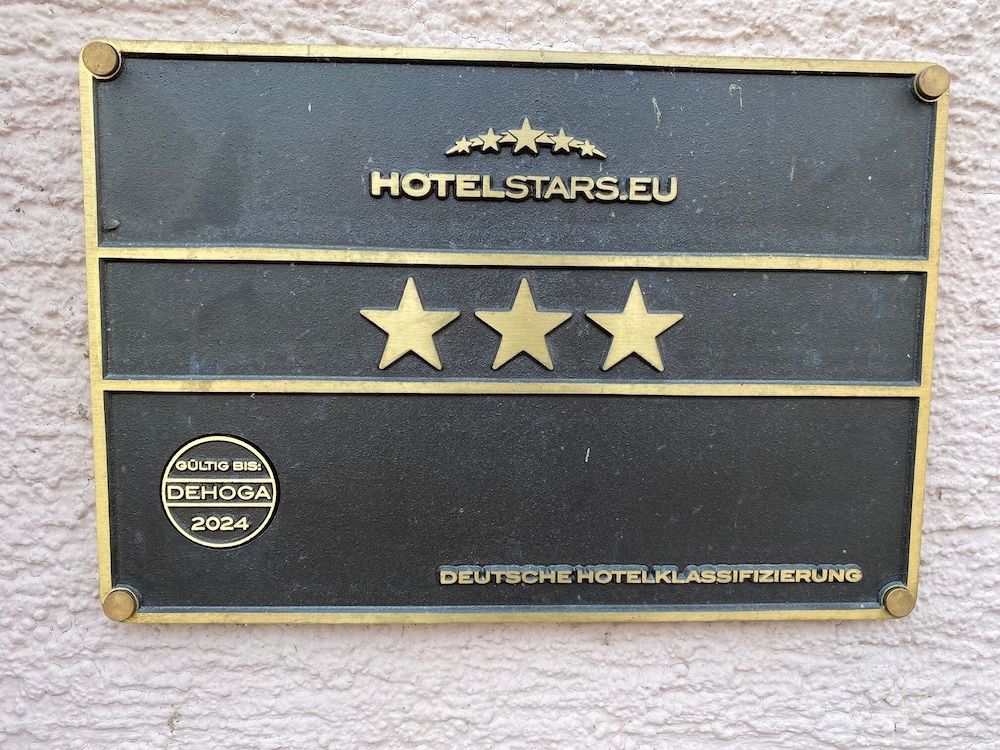 HOTELSTARS.EU
GÜLTIG BIS:
DEHOGA
2024
DEUTSCHE HOTELKLASSIFIZIERUNG